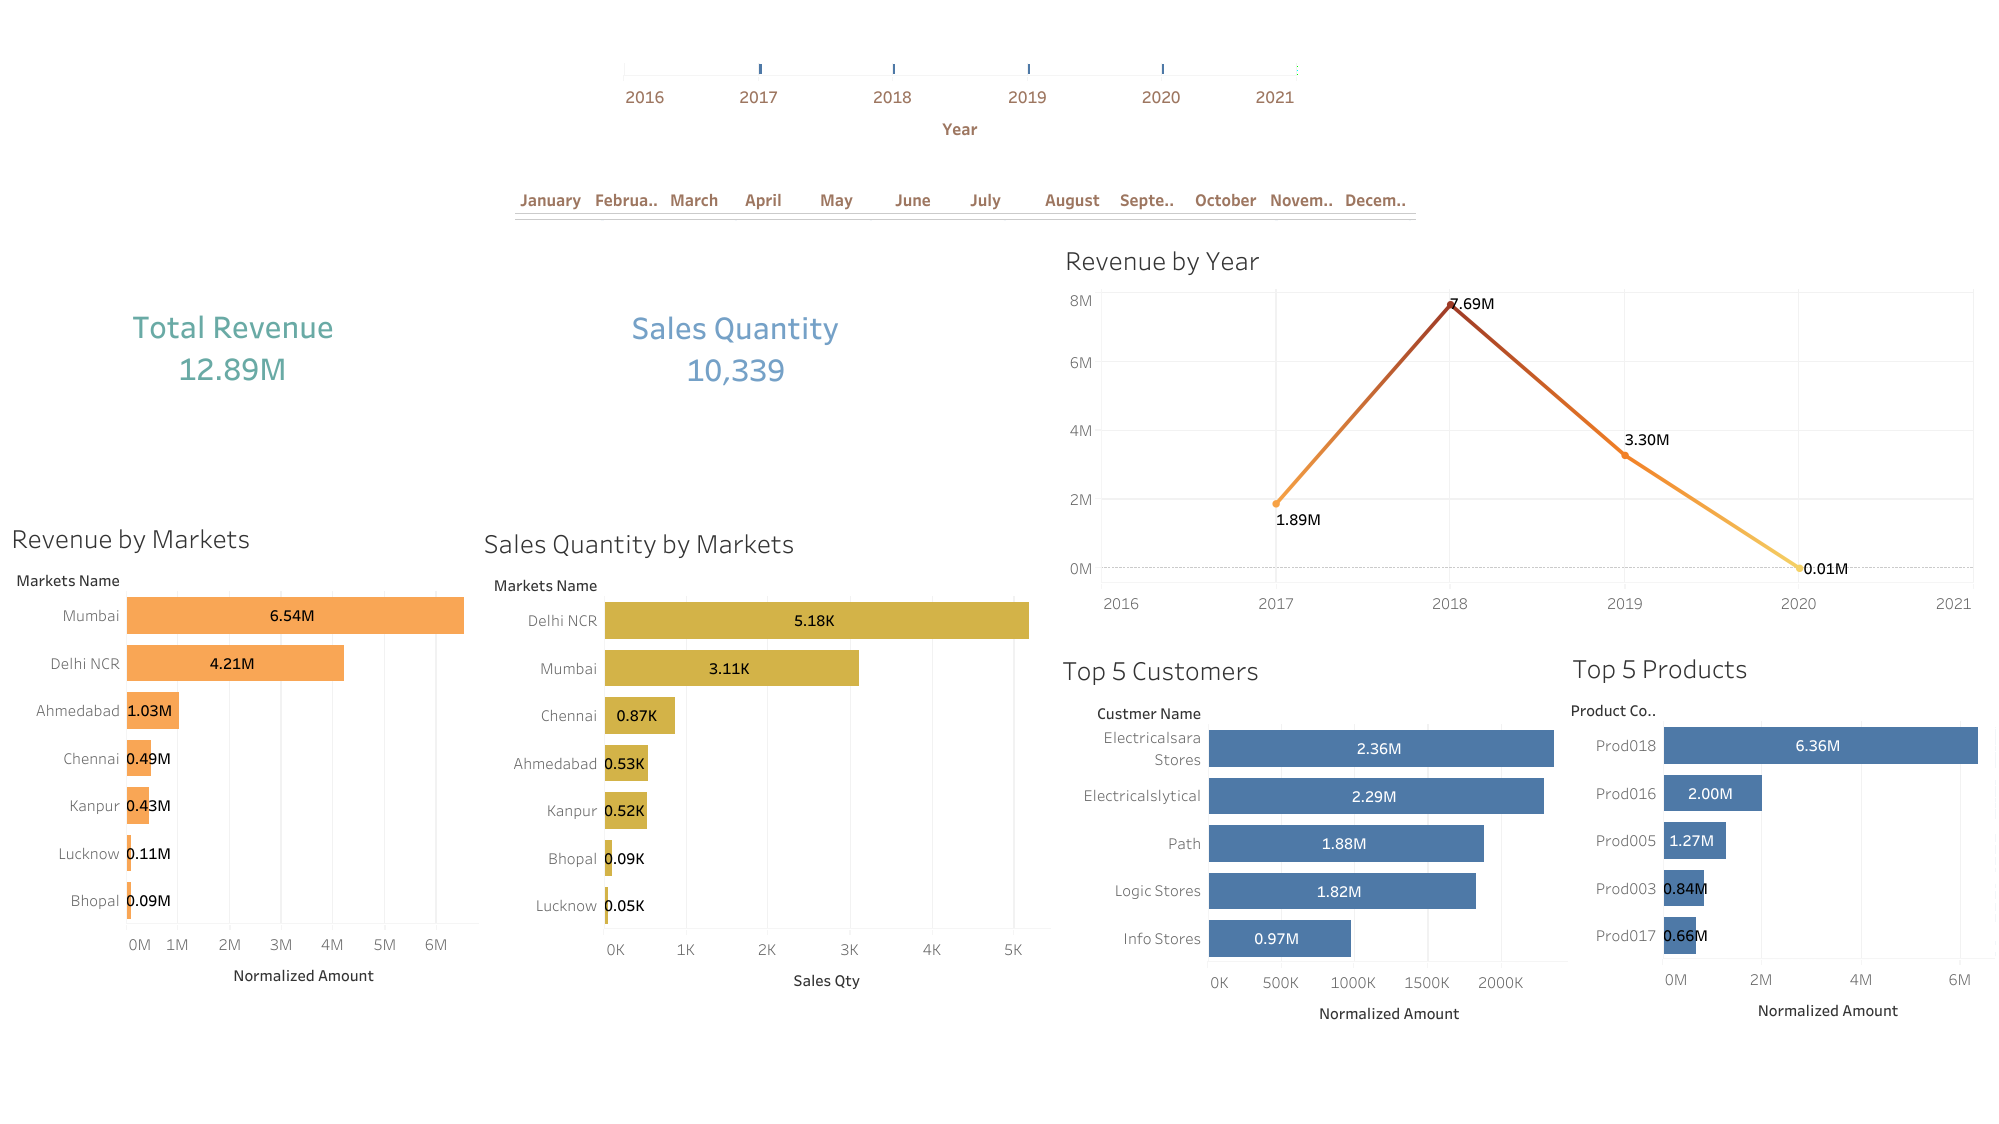 2016 2017 2018 2019 2020 2021
Year
January Februa.. March April May June July August Septe.. October Novem.. Decem..
Total Revenue
12.89M
Sales Quantity
10,339
Revenue by Year
8M
6M
4M
2M
0M
7.69M
3.30M
1.89M
0.01M
2016 2017 2018 2019 2020 2021
Revenue by Markets
Markets Name
Mumbai 6.54M
Delhi NCR 4.21M
Ahmedabad 1.03M
Chennai 0.49M
Kanpur 0.43M
Lucknow 0.11M
Bhopal 0.09M
0M 1M 2M 3M 4M 5M 6M
Normalized Amount
Sales Quantity by Markets
Markets Name
Delhi NCR 5.18K
Mumbai 3.11K
Chennai 0.87K
Ahmedabad 0.53K
Kanpur 0.52K
Bhopal 0.09K
Lucknow 0.05K
0K 1K 2K 3K 4K 5K
Sales Qty
Top 5 Customers
Custmer Name
Electricalsara
Stores 2.36M
Electricalslytical 2.29M
Path 1.88M
Logic Stores 1.82M
Info Stores 0.97M
0K 500K 1000K 1500K 2000K
Normalized Amount
Top 5 Products
Product Co..
Prod018 6.36M
Prod016 2.00M
Prod005 1.27M
Prod003 0.84M
Prod017 0.66M
0M 2M 4M 6M
Normalized Amount